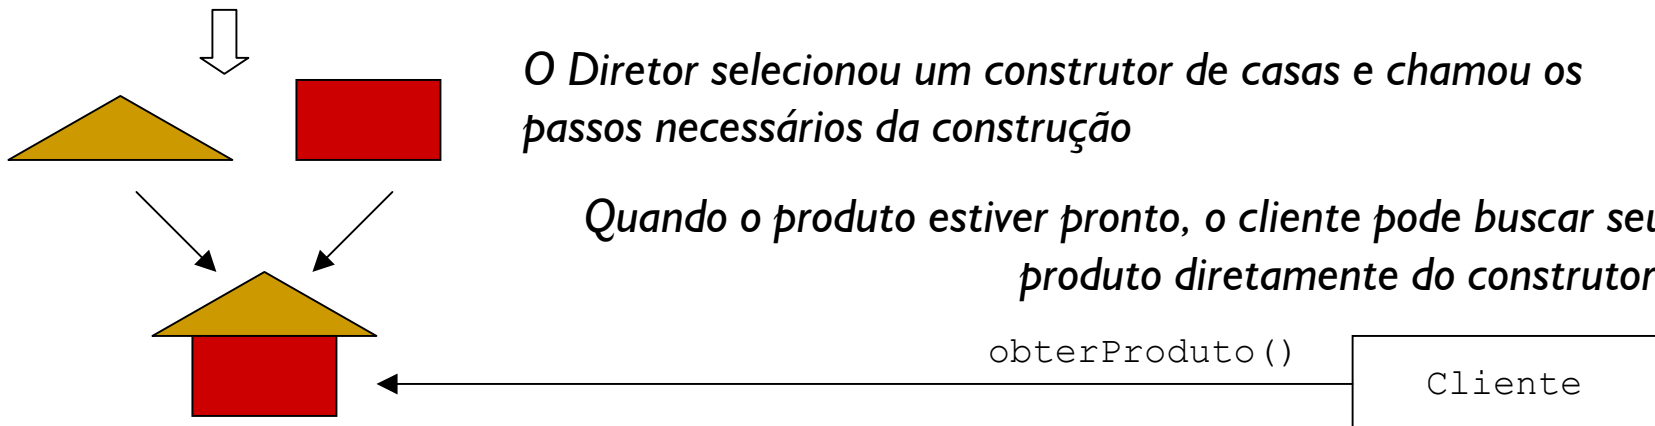 O Diretor selecionou um construtor de casas e chamou os
passos necessários da construção
Quando o produto estiver pronto, o cliente pode buscar seu
produto diretamente do construtor
obterProduto()
Cliente